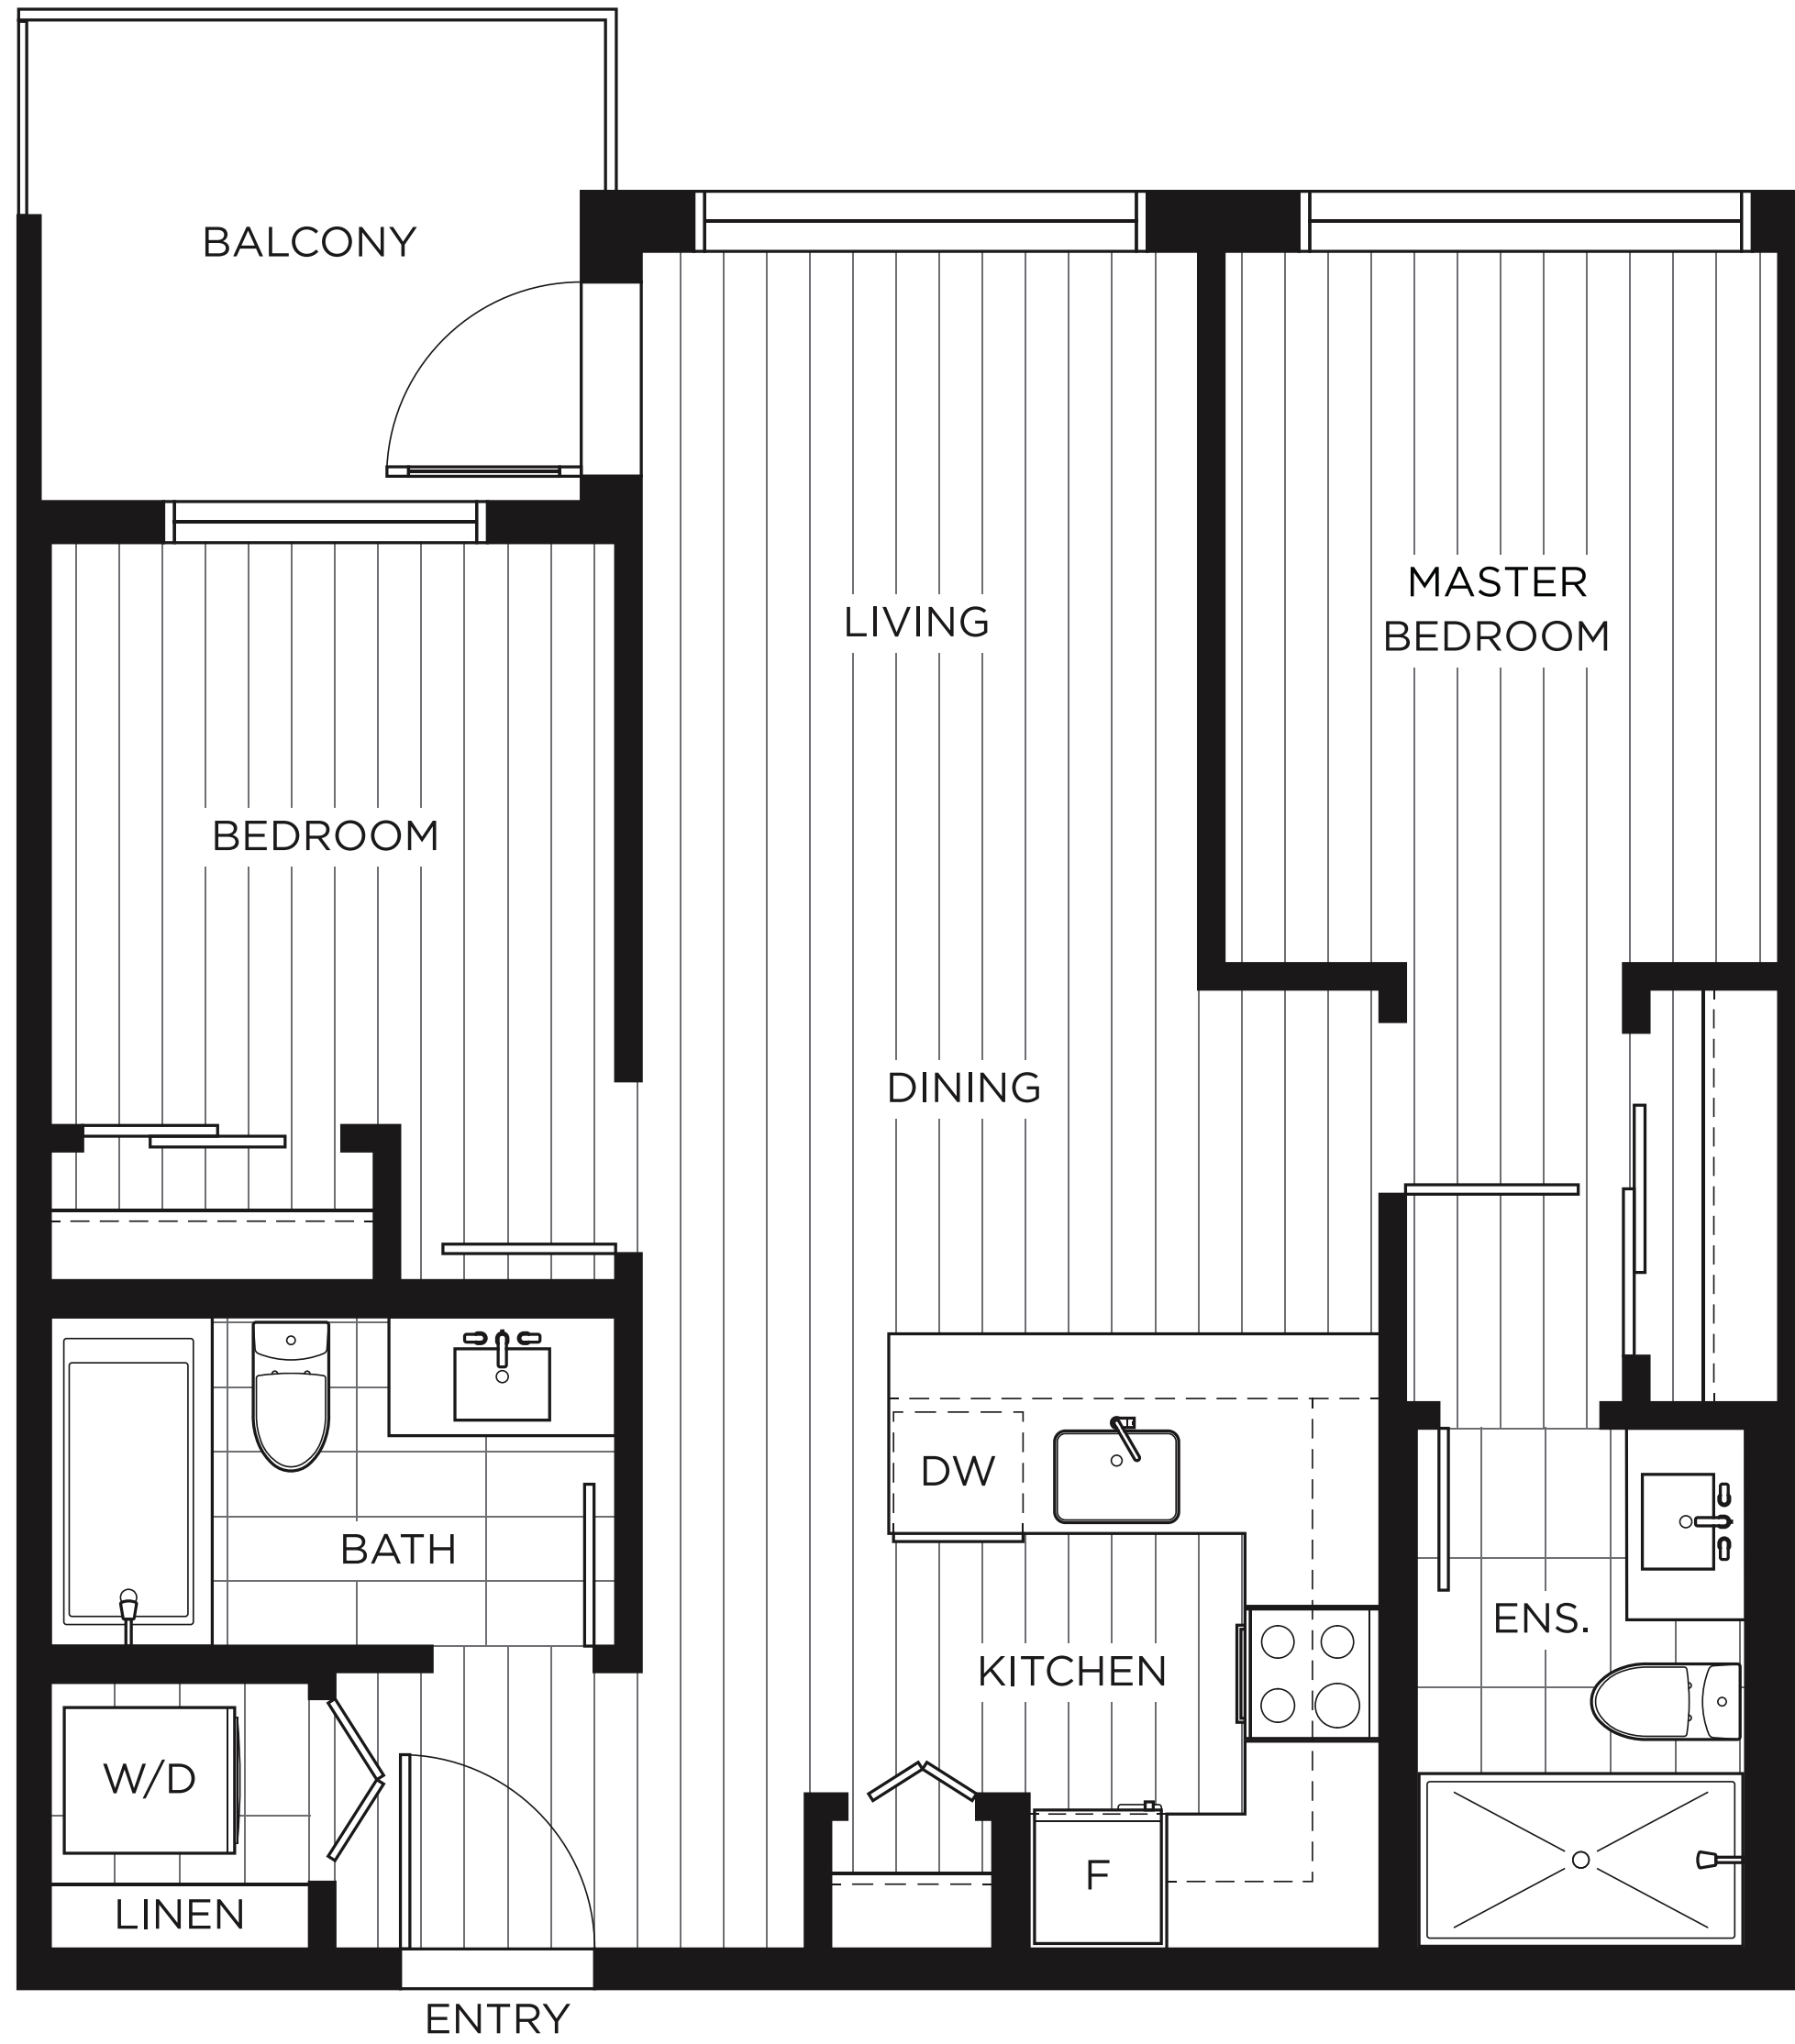 BALCONY
MASTER
BEDROOM
LIVING
BEDROOM
DINING
DW
BATH
ENS.
KITCHEN
W/D
F
LINEN
ENTRY